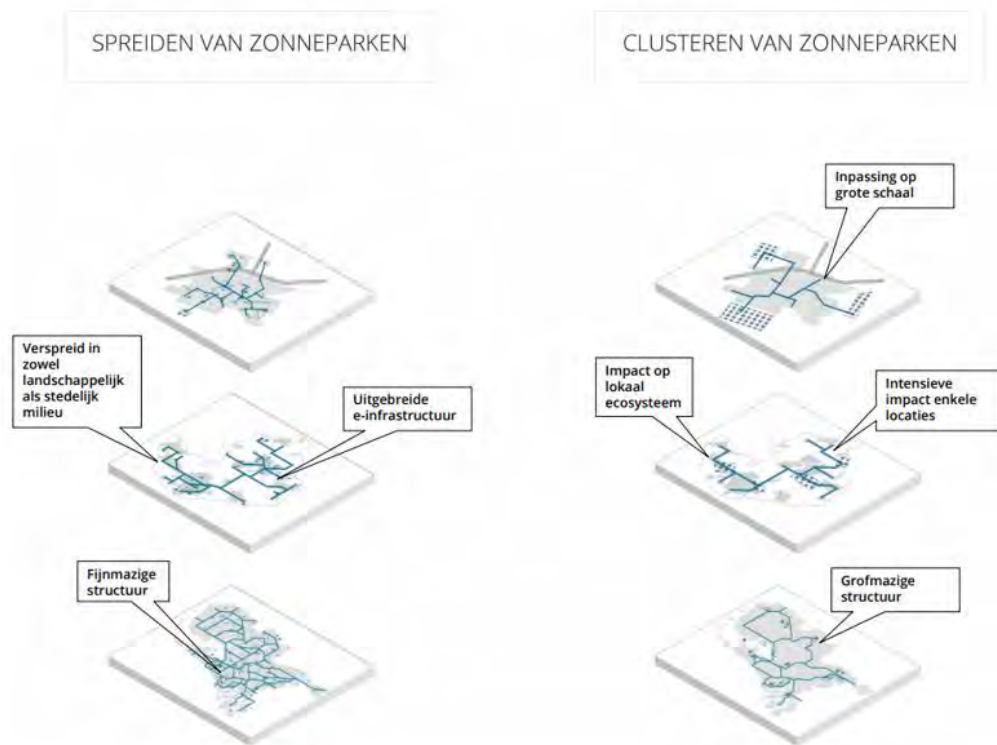 SPREIDEN VAN ZONNEPARKEN
CLUSTEREN VAN ZONNEPARKEN
Inpassing op
grote schaal
Verspreid in
zowel
landschappelijk
als stedelijk
milieu
Uitgebreide
e-infrastructuur
Impact op
lokaal
ecosysteem
Intensieve
impact enkele
locaties
Fijnmazige
structuur
Grofmazige
structuur